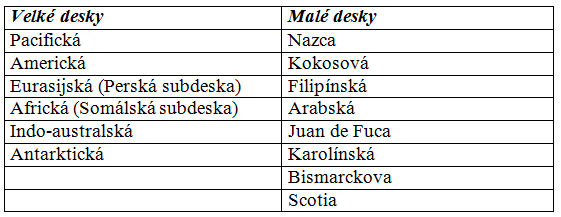 Velké desky Malé desky
Pacifická Nazca
Americká Kokosová
Eurasijská (Perská subdeska) Filipínská
Africká (Somálská subdeska) Arabská
Indo-australská Juan de Fuca
Antarktická Karolínská
Bismarckova
Scotia